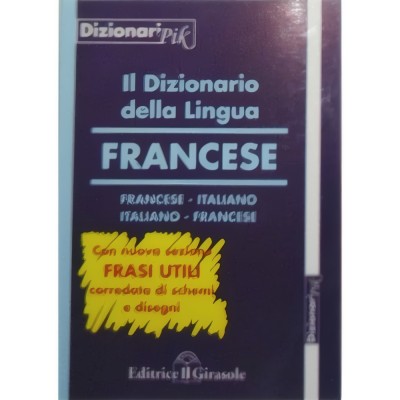 Dizionari Pik
Il Dizionario
della Lingua
FRANCESE
FRANCESE - ITALIANO
ITALIANO - FRANCESE
Con nuova sezione
FRASI UTILI
corredata di schemi
e disegni
Dizionari Pik
Editrice Il Girasole